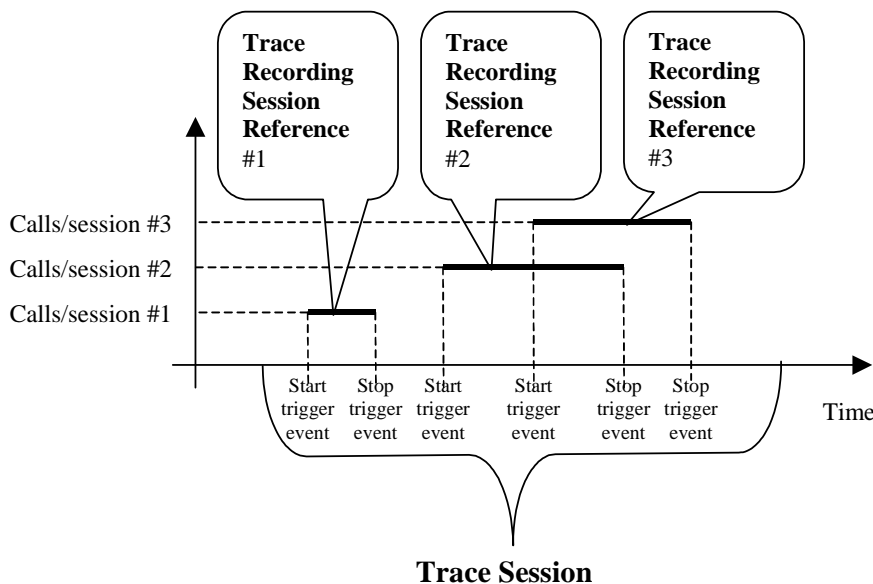 Trace
Recording
Session
Reference
#1
Trace
Recording
Session
Reference
#2
Trace
Recording
Session
Reference
#3
Calls/session #3
Calls/session #2
Calls/session #1
Start
trigger
event
Stop
trigger
event
Start
trigger
event
Start
trigger
event
Stop
trigger
event
Stop
trigger
event
Time
Trace Session